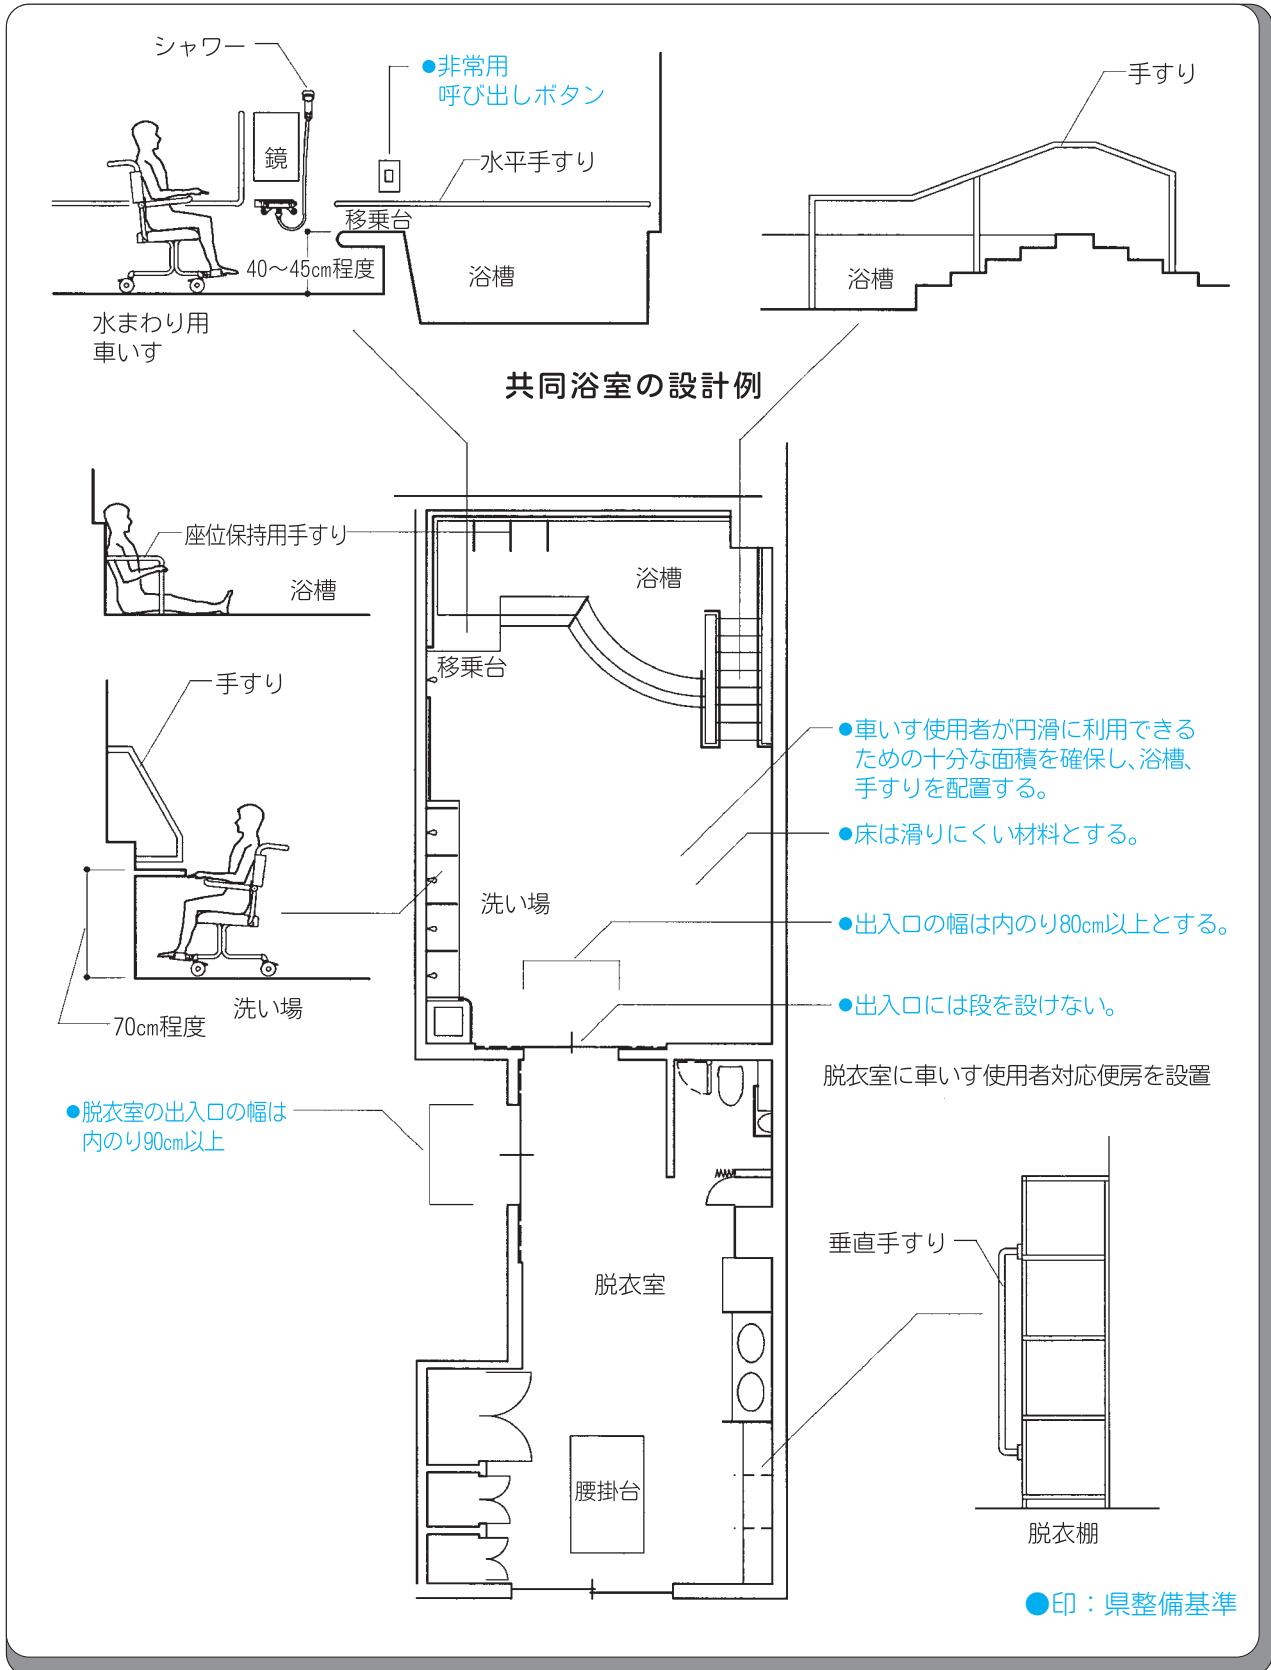 シャワー
●非常用
呼び出しボタン
手すり
鏡
水平手すり
移乗台
40〜45cm程度
浴槽
浴槽
水まわり用
車いす
共同浴室の設計例
座位保持用手すり
浴槽
浴槽
移乗台
手すり
●車いす使用者が円滑に利用できる
ための十分な面積を確保し、浴槽、
手すりを配置する。
●床は滑りにくい材料とする。
洗い場
●出入口の幅は内のり80cm以上とする。
洗い場
●出入口には段を設けない。
70cm程度
脱衣室に車いす使用者対応便房を設置
●脱衣室の出入口の幅は
内のり90cm以上
垂直手すり
脱衣室
腰掛台
脱衣棚
●印：県整備基準